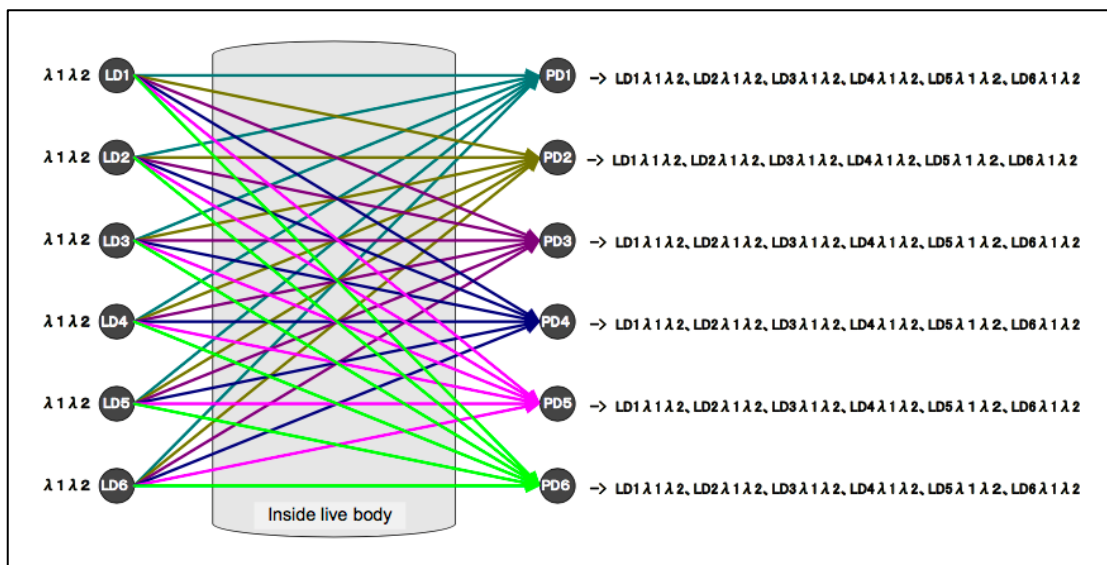 λ1λ2 LD1 PD1 -> LD1λ1λ2、LD2λ1λ2、LD3λ1λ2、LD4λ1λ2、LD5λ1λ2、LD6λ1λ2
λ1λ2 LD2 PD2 -> LD1λ1λ2、LD2λ1λ2、LD3λ1λ2、LD4λ1λ2、LD5λ1λ2、LD6λ1λ2
λ1λ2 LD3 PD3 -> LD1λ1λ2、LD2λ1λ2、LD3λ1λ2、LD4λ1λ2、LD5λ1λ2、LD6λ1λ2
λ1λ2 LD4 PD4 -> LD1λ1λ2、LD2λ1λ2、LD3λ1λ2、LD4λ1λ2、LD5λ1λ2、LD6λ1λ2
λ1λ2 LD5 PD5 -> LD1λ1λ2、LD2λ1λ2、LD3λ1λ2、LD4λ1λ2、LD5λ1λ2、LD6λ1λ2
λ1λ2 LD6 PD6 -> LD1λ1λ2、LD2λ1λ2、LD3λ1λ2、LD4λ1λ2、LD5λ1λ2、LD6λ1λ2
Inside live body